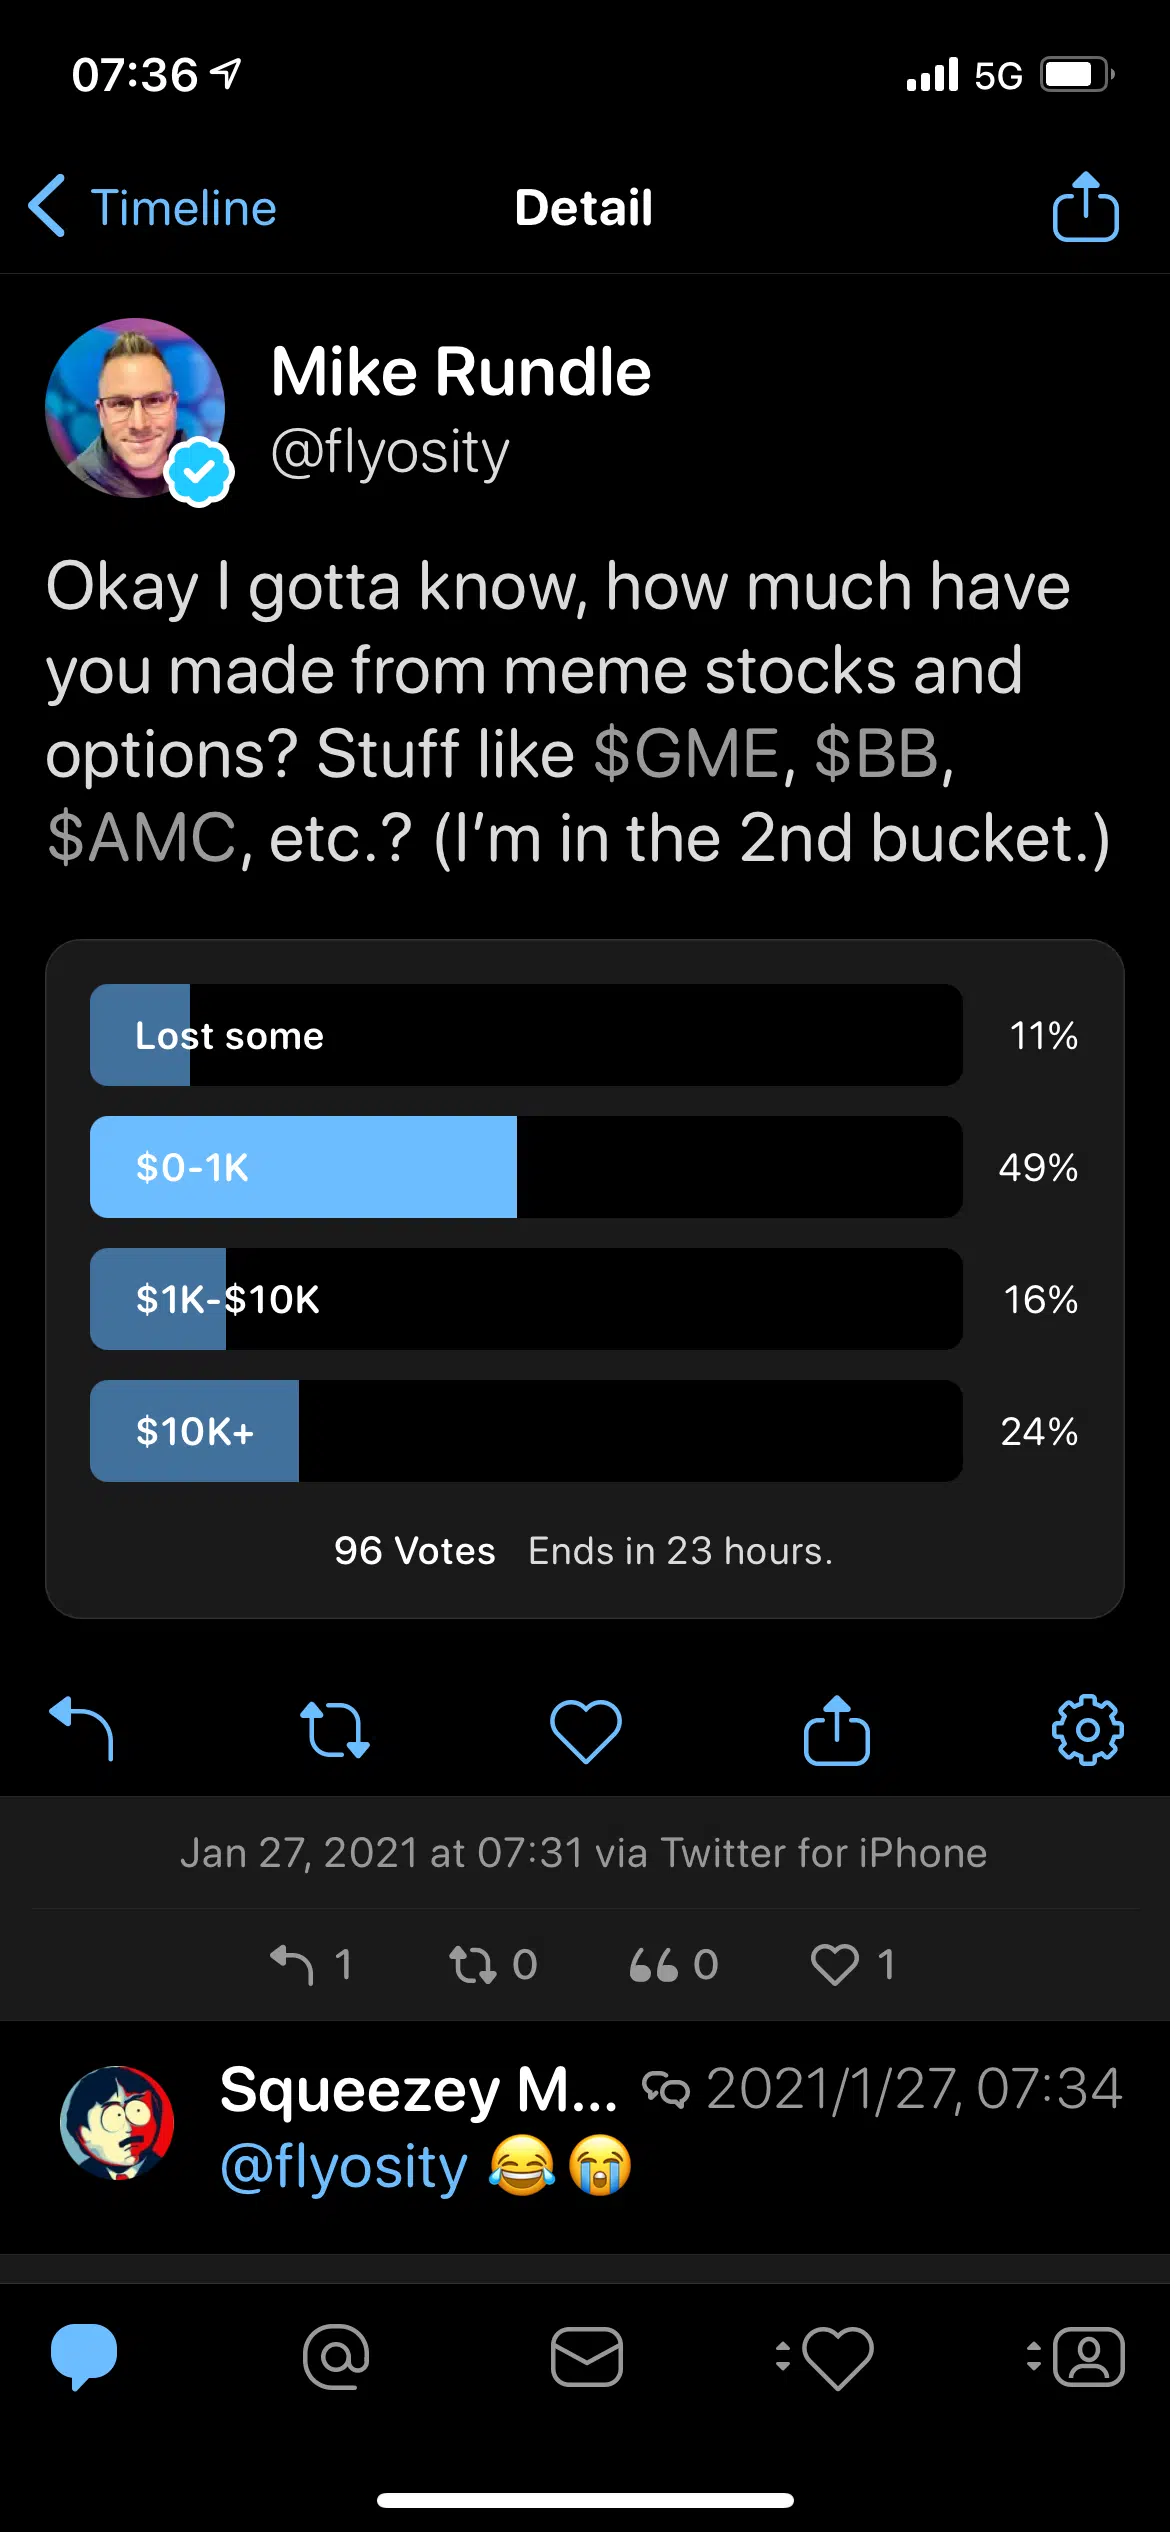 07:36 5G
Timeline Detail
Mike Rundle
@flyosity
Okay I gotta know, how much have
you made from meme stocks and
options? Stuff like $GME, $BB,
$AMC, etc.? (I’m in the 2nd bucket.)
Lost some 11%
$0-1K 49%
$1K-$10K 16%
$10K+ 24%
96 Votes Ends in 23 hours.
Jan 27, 2021 at 07:31 via Twitter for iPhone
1 0 0 1
Squeezey M... 2021/1/27, 07:34
@flyosity 😂😭